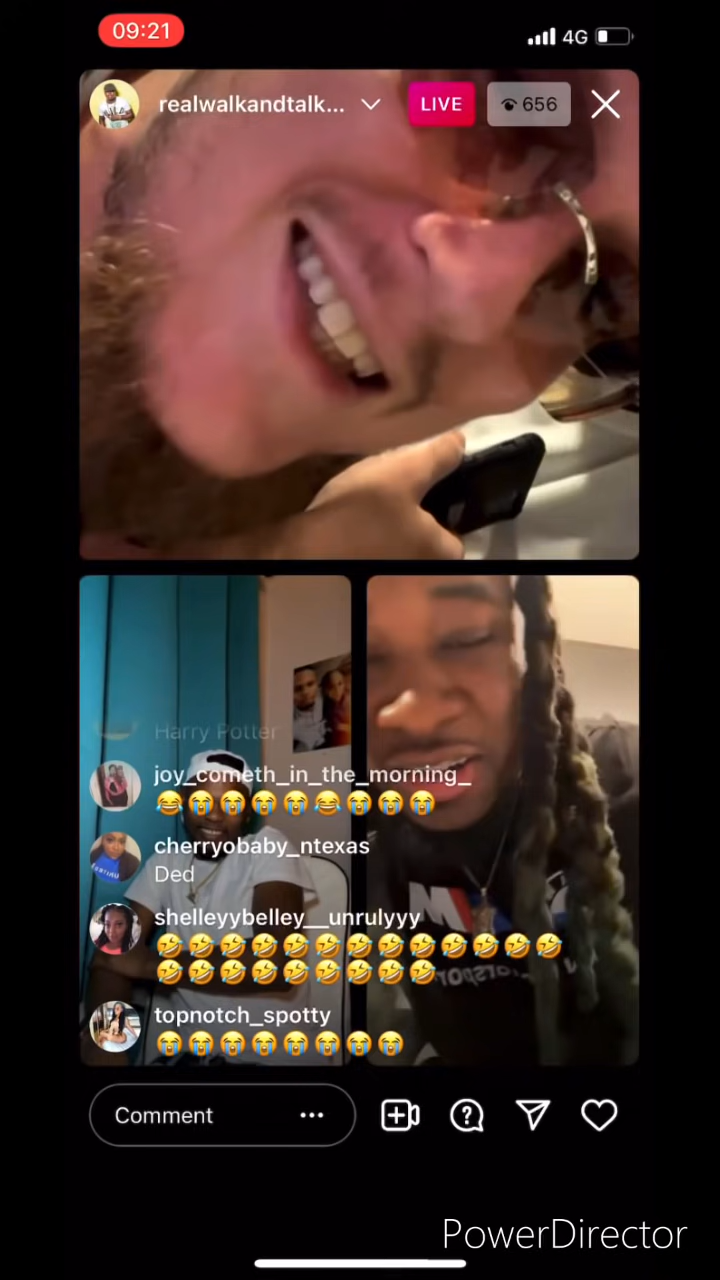 09:21
4G
realwalkandtalk...
LIVE
656
Harry Potter
joy_cometh_in_the_morning_
😂😭😭😭😭😂😭😭😭
cherryobaby_ntexas
Ded
shelleyybelley__unrulyyy
🤣🤣🤣🤣🤣🤣🤣🤣🤣🤣🤣🤣🤣
🤣🤣🤣🤣🤣🤣🤣🤣🤣
topnotch_spotty
😭😭😭😭😭😭😭😭
Comment
PowerDirector